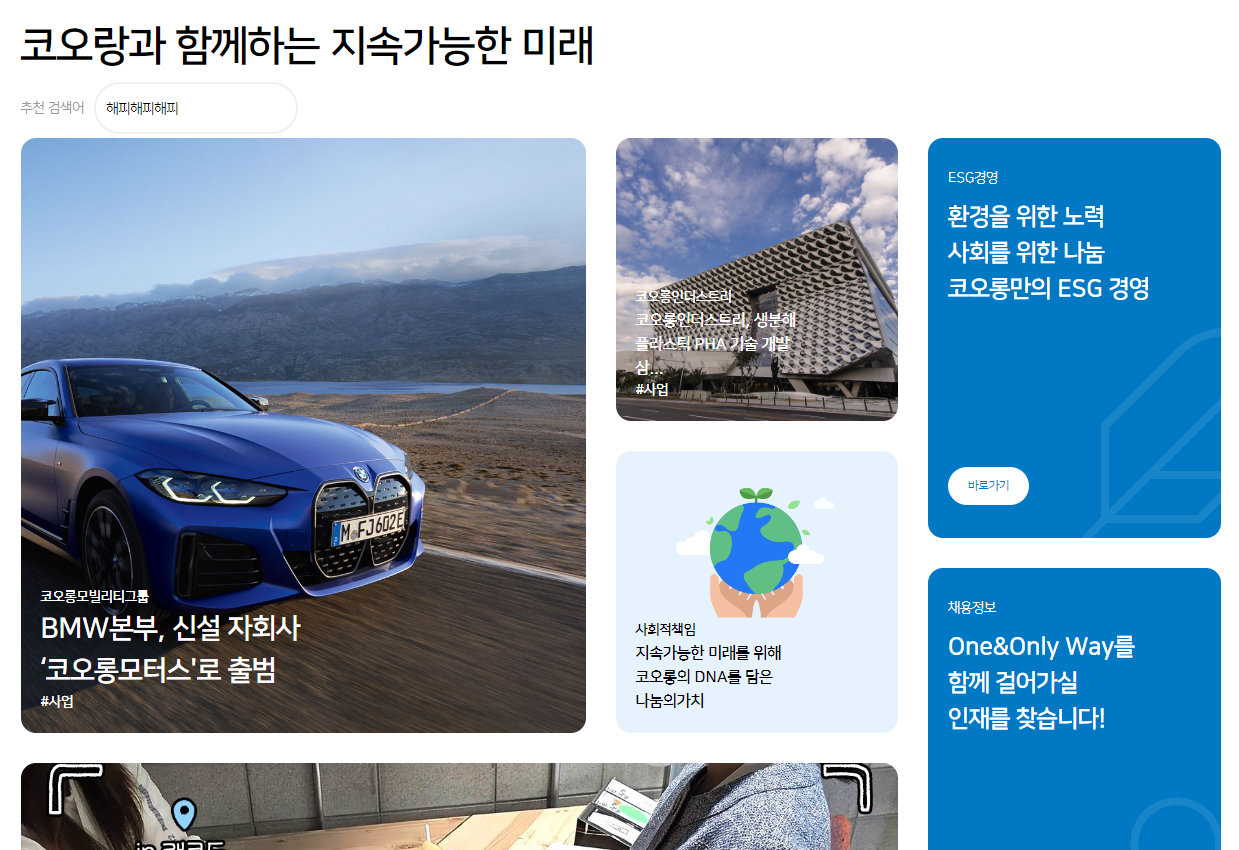 코오랑과 함께하는 지속가능한 미래
추천 검색어
해피해피해피
코오롱모빌리티그룹
BMW본부, 신설 자회사
‘코오롱모터스'로 출범
#사업
코오롱인더스트리
코오롱인더스트리, 생분해
플라스틱 PHA 기술 개발
심...
#사업
사회적책임
지속가능한 미래를 위해
코오롱의 DNA를 담은
나눔의가치
ESG경영
환경을 위한 노력
사회를 위한 나눔
코오롱만의 ESG 경영
바로가기
채용정보
One&Only Way를
함께 걸어가실
인재를 찾습니다!
M FJ602E
in